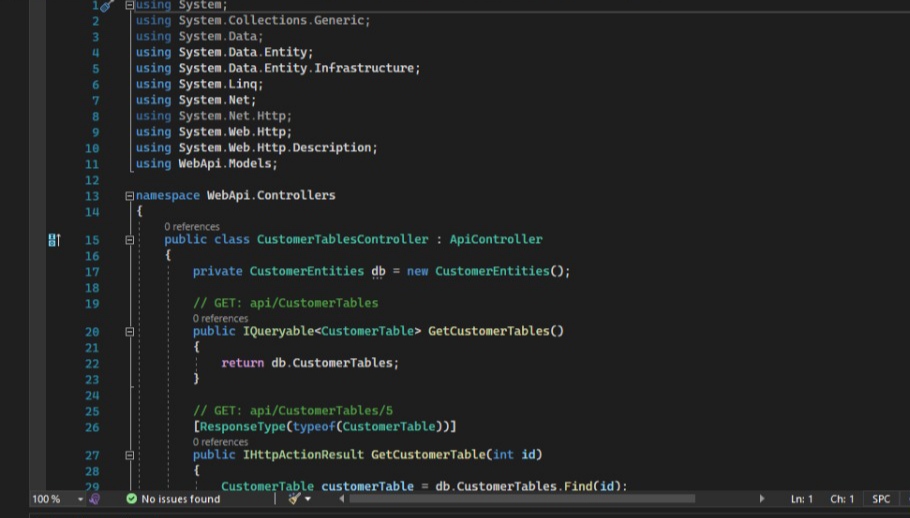 1 using System;
2 using System.Collections.Generic;
3 using System.Data;
4 using System.Data.Entity;
5 using System.Data.Entity.Infrastructure;
6 using System.Linq;
7 using System.Net;
8 using System.Net.Http;
9 using System.Web.Http;
10 using System.Web.Http.Description;
11 using WebApi.Models;
12
13 namespace WebApi.Controllers
14 {
0 references
15 public class CustomerTablesController : ApiController
16 {
17 private CustomerEntities db = new CustomerEntities();
18
19 // GET: api/CustomerTables
0 references
20 public IQueryable<CustomerTable> GetCustomerTables()
21 {
22 return db.CustomerTables;
23 }
24
25 // GET: api/CustomerTables/5
26 [ResponseType(typeof(CustomerTable))]
0 references
27 public IHttpActionResult GetCustomerTable(int id)
28 {
29 CustomerTable customerTable = db.CustomerTables.Find(id);
100 % No issues found Ln: 1 Ch: 1 SPC